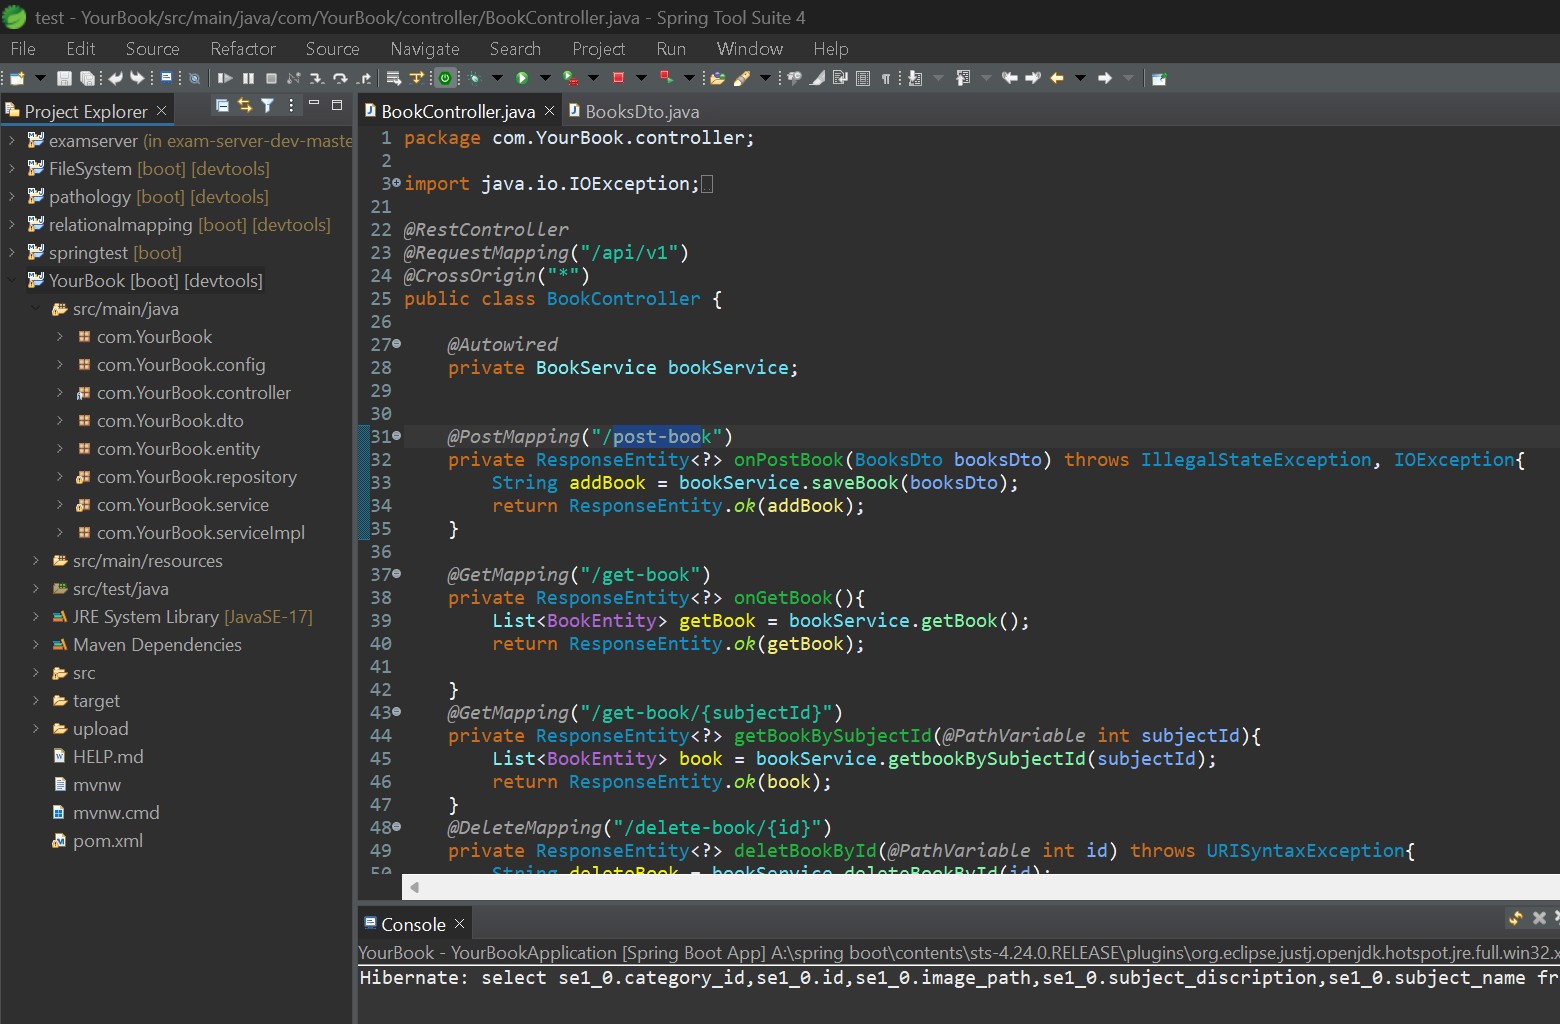 test - YourBook/src/main/java/com/YourBook/controller/BookController.java - Spring Tool Suite 4
File Edit Source Refactor Source Navigate Search Project Run Window Help
Project Explorer
examserver (in exam-server-dev-maste
FileSystem [boot] [devtools]
pathology [boot] [devtools]
relationalmapping [boot] [devtools]
springtest [boot]
YourBook [boot] [devtools]
src/main/java
com.YourBook
com.YourBook.config
com.YourBook.controller
com.YourBook.dto
com.YourBook.entity
com.YourBook.repository
com.YourBook.service
com.YourBook.serviceImpl
src/main/resources
src/test/java
JRE System Library [JavaSE-17]
Maven Dependencies
src
target
upload
HELP.md
mvnw
mvnw.cmd
pom.xml
BookController.java BooksDto.java
1 package com.YourBook.controller;
2
3 import java.io.IOException;
21
22 @RestController
23 @RequestMapping("/api/v1")
24 @CrossOrigin("*")
25 public class BookController {
26
27 @Autowired
28 private BookService bookService;
29
30
31 @PostMapping("/post-book")
32 private ResponseEntity<?> onPostBook(BooksDto booksDto) throws IllegalStateException, IOException{
33 String addBook = bookService.saveBook(booksDto);
34 return ResponseEntity.ok(addBook);
35 }
36
37 @GetMapping("/get-book")
38 private ResponseEntity<?> onGetBook(){
39 List<BookEntity> getBook = bookService.getBook();
40 return ResponseEntity.ok(getBook);
41
42 }
43 @GetMapping("/get-book/{subjectId}")
44 private ResponseEntity<?> getBookBySubjectId(@PathVariable int subjectId){
45 List<BookEntity> book = bookService.getbookBySubjectId(subjectId);
46 return ResponseEntity.ok(book);
47 }
48 @DeleteMapping("/delete-book/{id}")
49 private ResponseEntity<?> deletBookById(@PathVariable int id) throws URISyntaxException{
50 String deleteBook = bookService.deleteBookById(id);
Console
YourBook - YourBookApplication [Spring Boot App] A:\spring boot\contents\sts-4.24.0.RELEASE\plugins\org.eclipse.justj.openjdk.hotspot.jre.full.win32.x
Hibernate: select se1_0.category_id,se1_0.id,se1_0.image_path,se1_0.subject_discription,se1_0.subject_name fr